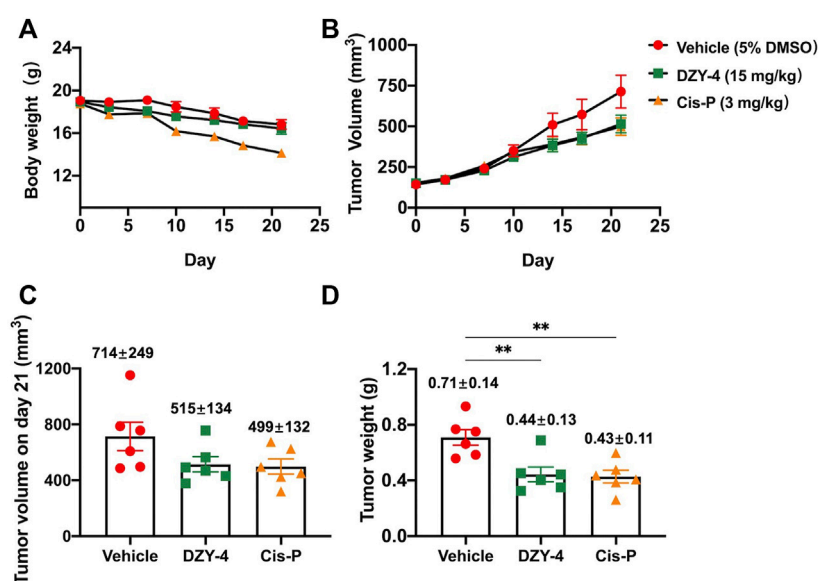 A
B
Body weight (g)
24
20
16
12
0
5
10
15
20
25
Day
Tumor Volume (mm3)
1000
750
500
250
0
0
5
10
15
20
25
Day
Vehicle (5% DMSO)
DZY-4 (15 mg/kg)
Cis-P (3 mg/kg)
C
D
Tumor volume on day 21 (mm3)
1200
800
400
0
714±249
515±134
499±132
Vehicle
DZY-4
Cis-P
Tumor weight (g)
1.2
0.8
0.4
0.0
**
**
0.71±0.14
0.44±0.13
0.43±0.11
Vehicle
DZY-4
Cis-P